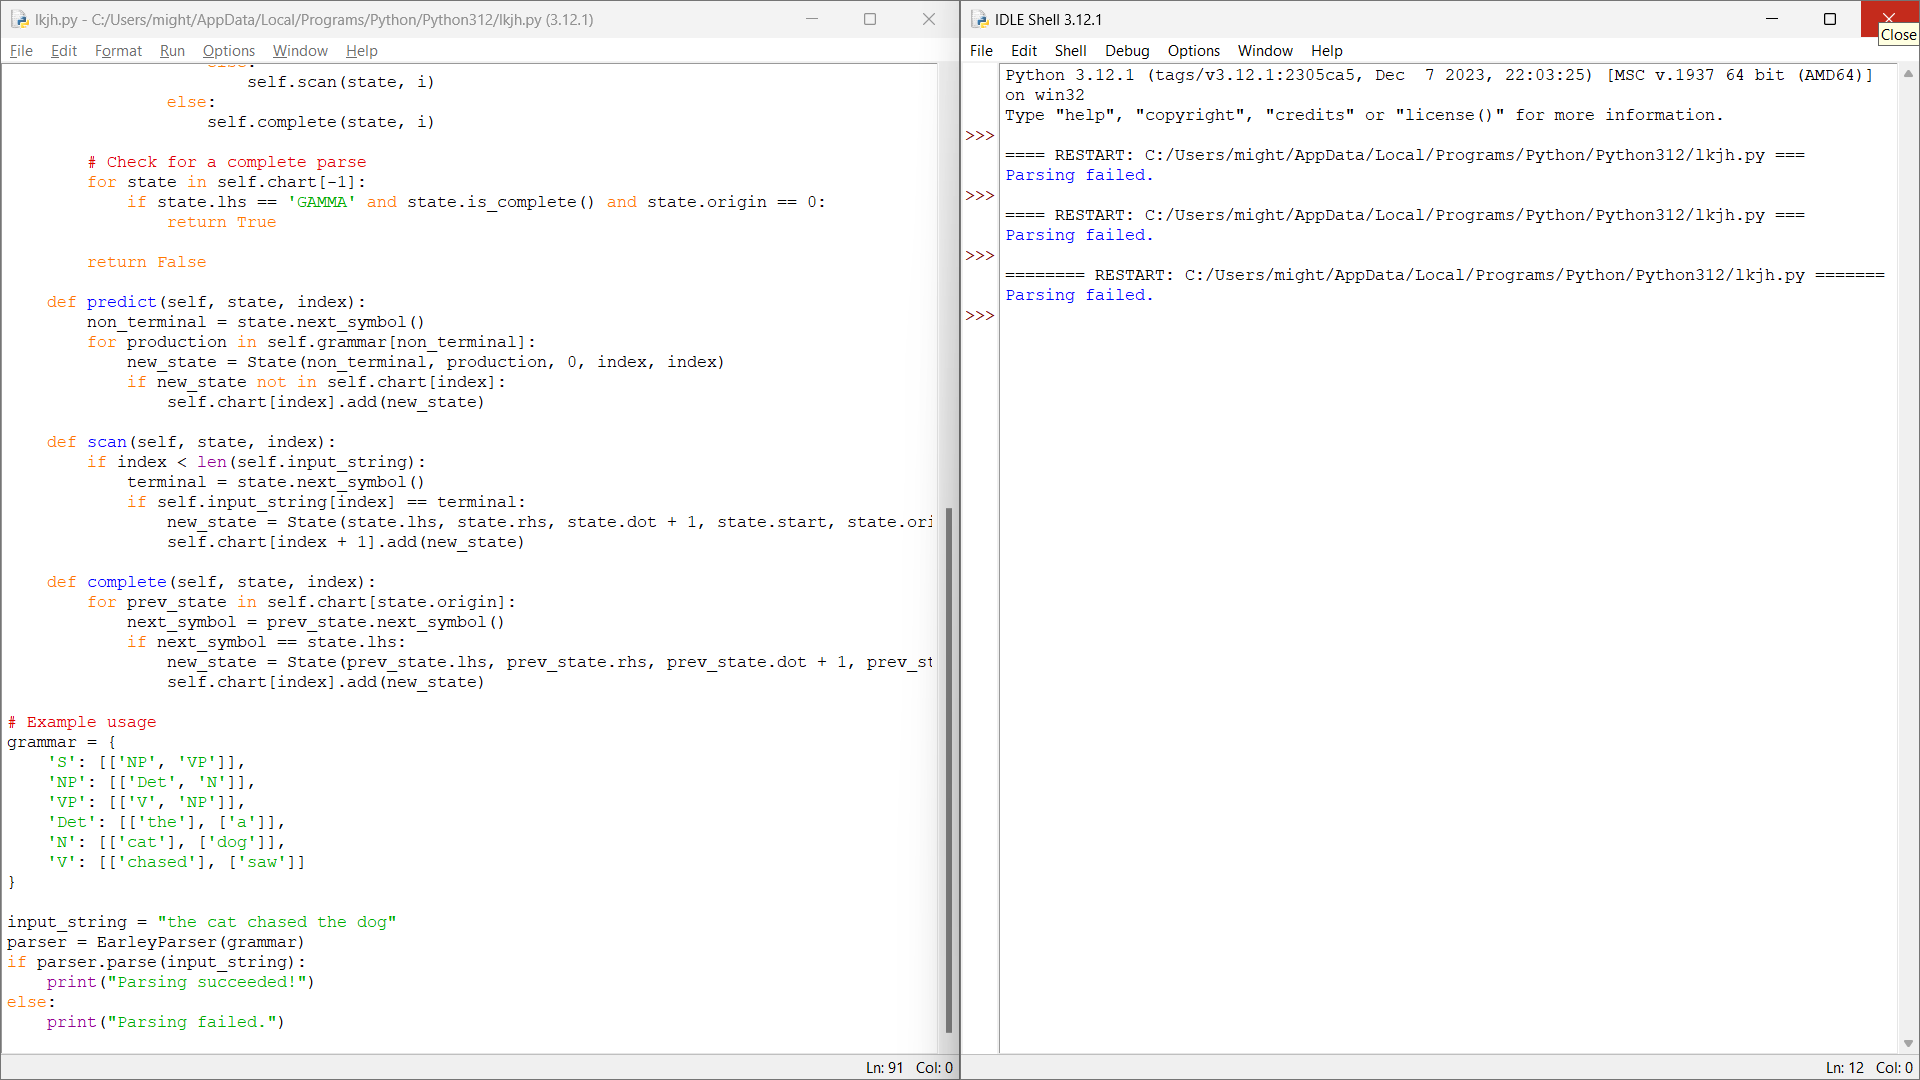 lkjh.py - C:/Users/might/AppData/Local/Programs/Python/Python312/lkjh.py (3.12.1)
File Edit Format Run Options Window Help
else:
                        self.scan(state, i)
                else:
                    self.complete(state, i)
        # Check for a complete parse
        for state in self.chart[-1]:
            if state.lhs == 'GAMMA' and state.is_complete() and state.origin == 0:
                return True
        return False
    def predict(self, state, index):
        non_terminal = state.next_symbol()
        for production in self.grammar[non_terminal]:
            new_state = State(non_terminal, production, 0, index, index)
            if new_state not in self.chart[index]:
                self.chart[index].add(new_state)
    def scan(self, state, index):
        if index < len(self.input_string):
            terminal = state.next_symbol()
            if self.input_string[index] == terminal:
                new_state = State(state.lhs, state.rhs, state.dot + 1, state.start, state.ori
                self.chart[index + 1].add(new_state)
    def complete(self, state, index):
        for prev_state in self.chart[state.origin]:
            next_symbol = prev_state.next_symbol()
            if next_symbol == state.lhs:
                new_state = State(prev_state.lhs, prev_state.rhs, prev_state.dot + 1, prev_st
                self.chart[index].add(new_state)
# Example usage
grammar = {
    'S': [['NP', 'VP']],
    'NP': [['Det', 'N']],
    'VP': [['V', 'NP']],
    'Det': [['the'], ['a']],
    'N': [['cat'], ['dog']],
    'V': [['chased'], ['saw']]
}
input_string = "the cat chased the dog"
parser = EarleyParser(grammar)
if parser.parse(input_string):
    print("Parsing succeeded!")
else:
    print("Parsing failed.")
Ln: 91 Col: 0
IDLE Shell 3.12.1
Close
File Edit Shell Debug Options Window Help
Python 3.12.1 (tags/v3.12.1:2305ca5, Dec  7 2023, 22:03:25) [MSC v.1937 64 bit (AMD64)]
on win32
Type "help", "copyright", "credits" or "license()" for more information.
>>>
==== RESTART: C:/Users/might/AppData/Local/Programs/Python/Python312/lkjh.py ===
Parsing failed.
>>>
==== RESTART: C:/Users/might/AppData/Local/Programs/Python/Python312/lkjh.py ===
Parsing failed.
>>>
======== RESTART: C:/Users/might/AppData/Local/Programs/Python/Python312/lkjh.py =======
Parsing failed.
>>>
Ln: 12 Col: 0